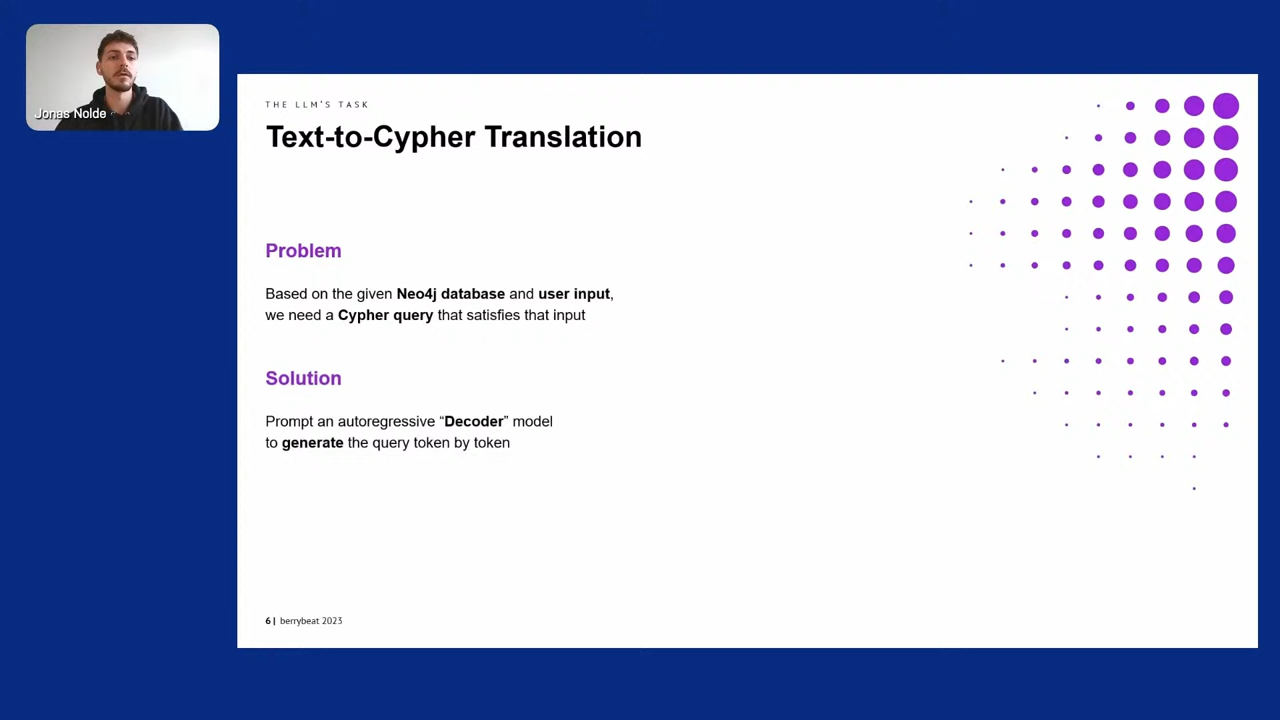 Jonas Nolde
THE LLM'S TASK
Text-to-Cypher Translation
Problem
Based on the given Neo4j database and user input,
we need a Cypher query that satisfies that input
Solution
Prompt an autoregressive “Decoder” model
to generate the query token by token
6 | berrybeat 2023